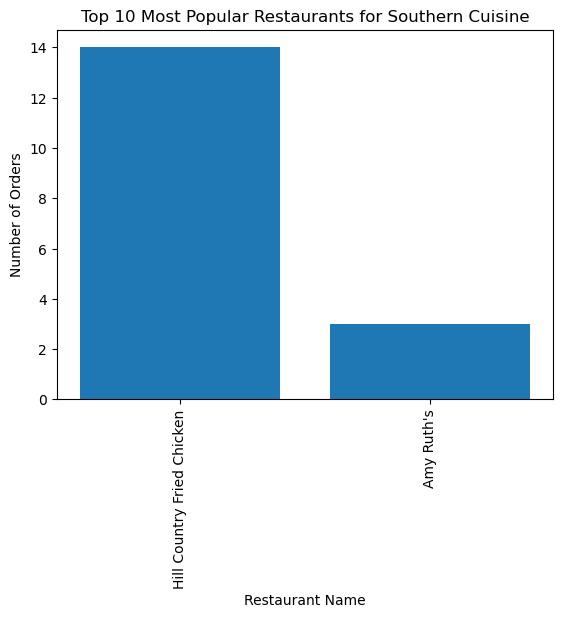 Top 10 Most Popular Restaurants for Southern Cuisine
14
12
10
8
6
4
2
0
Number of Orders
Hill Country Fried Chicken
Amy Ruth's
Restaurant Name